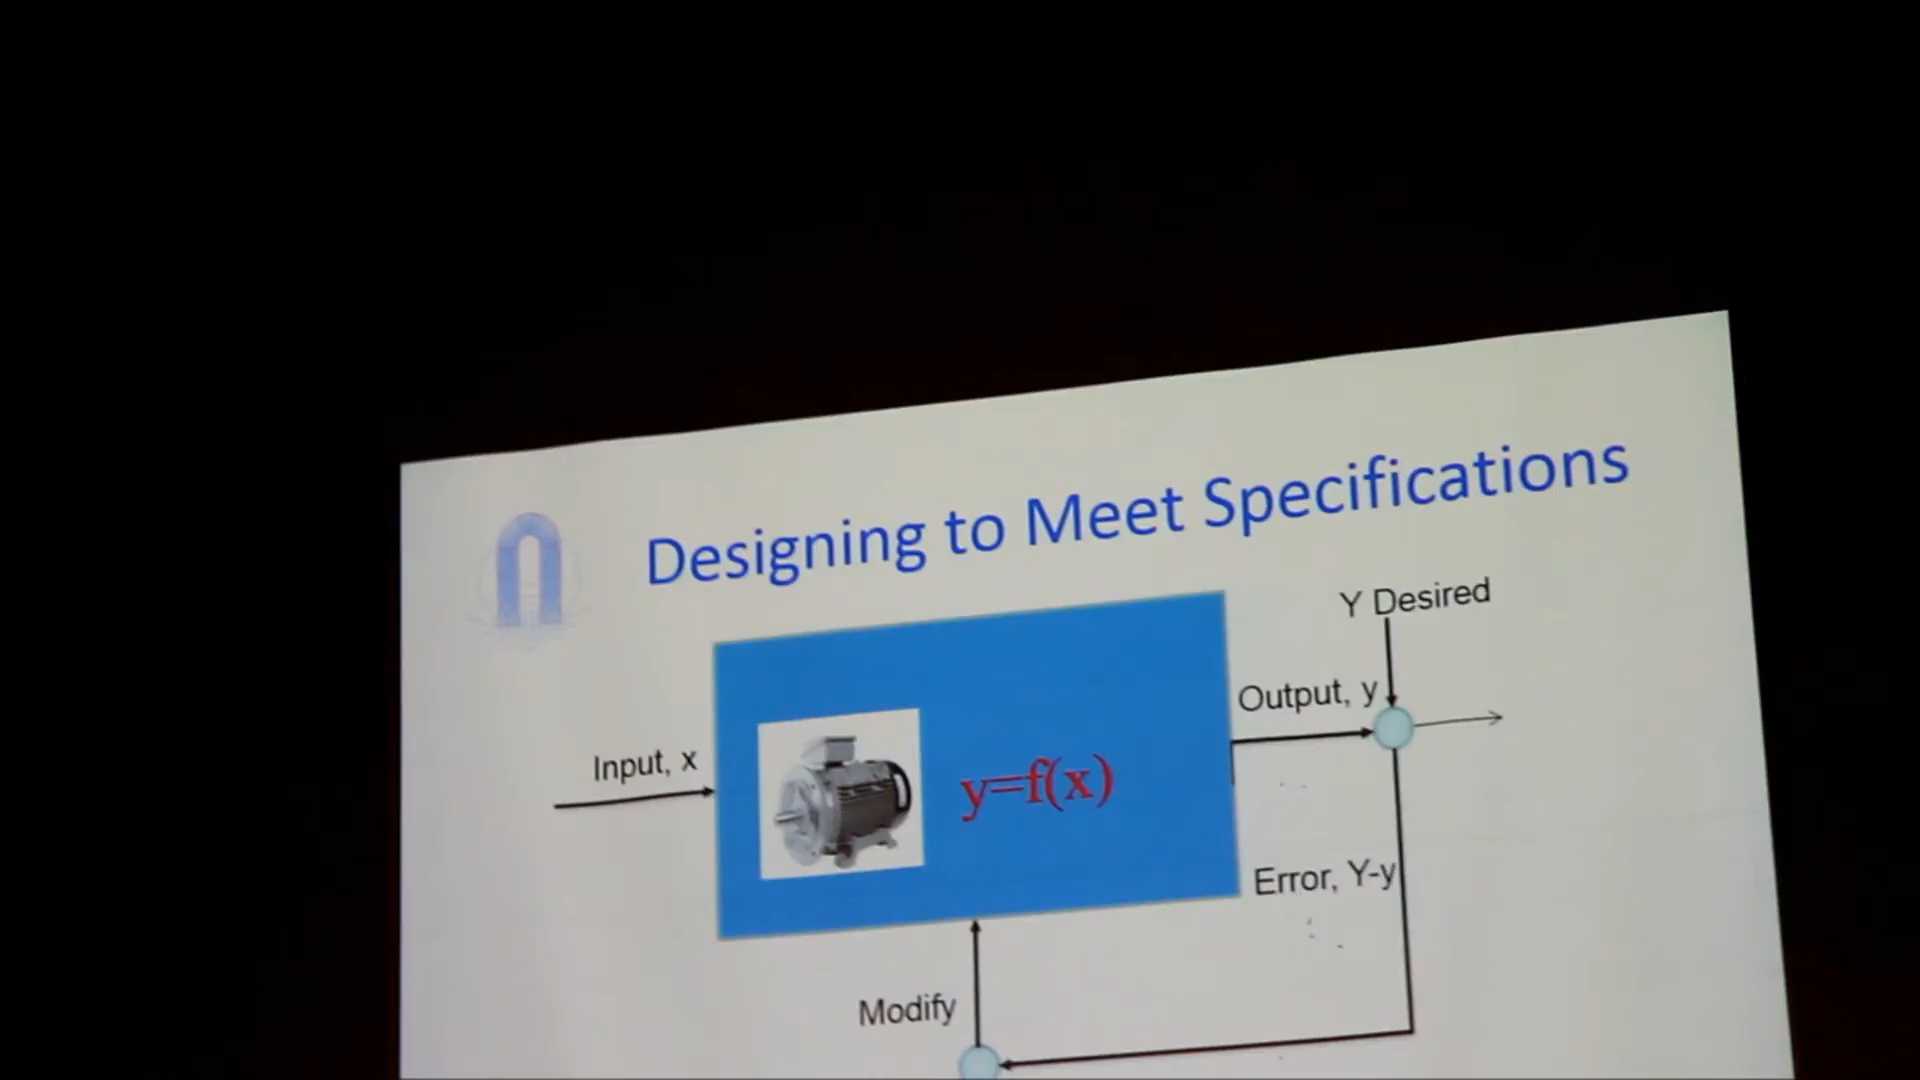 Designing to Meet Specifications
Y Desired
Output, y
Input, x
y=f(x)
Error, Y-y
Modify